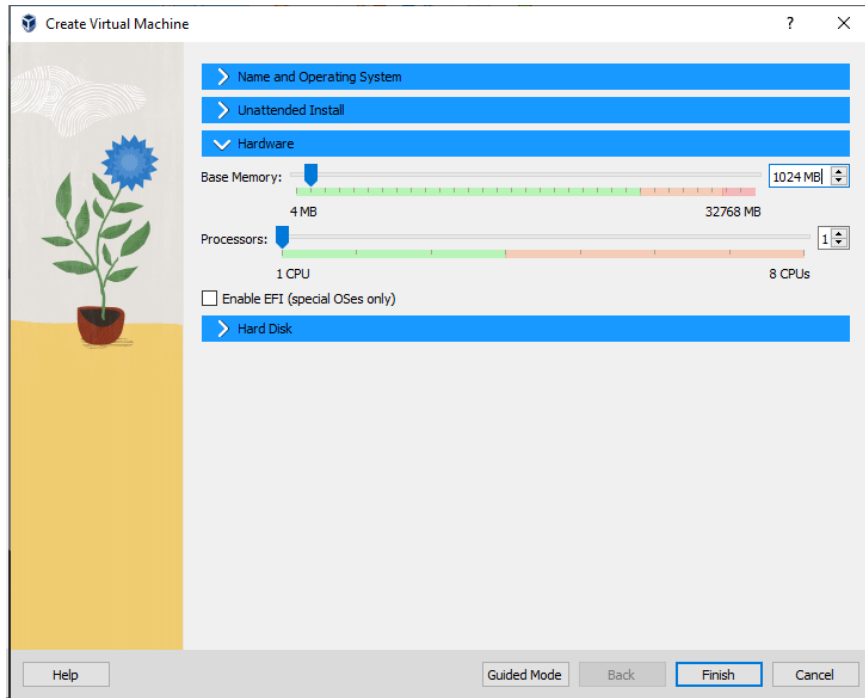 Create Virtual Machine ? ×
Name and Operating System
Unattended Install
Hardware
Base Memory: 1024 MB
4 MB 32768 MB
Processors: 1
1 CPU 8 CPUs
Enable EFI (special OSes only)
Hard Disk
Help Guided Mode Back Finish Cancel